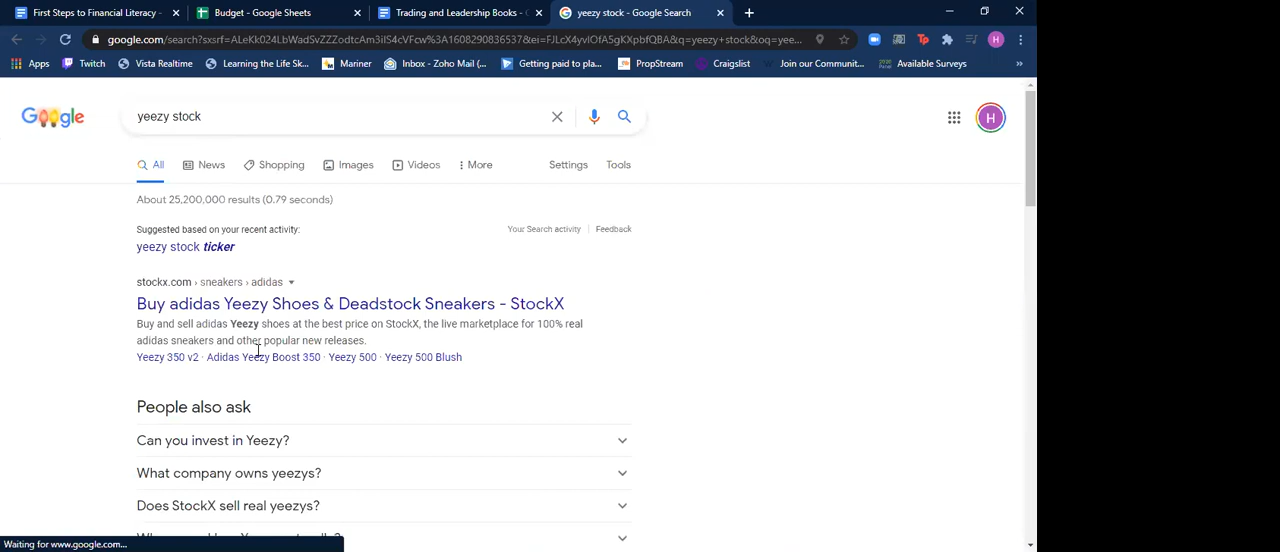 First Steps to Financial Literacy -
Budget - Google Sheets
Trading and Leadership Books -
yeezy stock - Google Search
google.com/search?sxsrf=ALeKk024LbWadSvZZZodtcAm3iIS4cVFcw%3A1608290836537&ei=FJLcX4yvIOfA5gKXpbfQBA&q=yeezy+stock&oq=yee...
Apps
Twitch
Vista Realtime
Learning the Life Sk...
Mariner
Inbox - Zoho Mail (...
Getting paid to pla...
PropStream
Craigslist
Join our Communit...
Available Surveys
»
Google
yeezy stock
H
All
News
Shopping
Images
Videos
More
Settings
Tools
About 25,200,000 results (0.79 seconds)
Suggested based on your recent activity:
Your Search activity
Feedback
yeezy stock ticker
stockx.com › sneakers › adidas
Buy adidas Yeezy Shoes & Deadstock Sneakers - StockX
Buy and sell adidas Yeezy shoes at the best price on StockX, the live marketplace for 100% real
adidas sneakers and other popular new releases.
Yeezy 350 v2 · Adidas Yeezy Boost 350 · Yeezy 500 · Yeezy 500 Blush
People also ask
Can you invest in Yeezy?
What company owns yeezys?
Does StockX sell real yeezys?
Waiting for www.google.com...